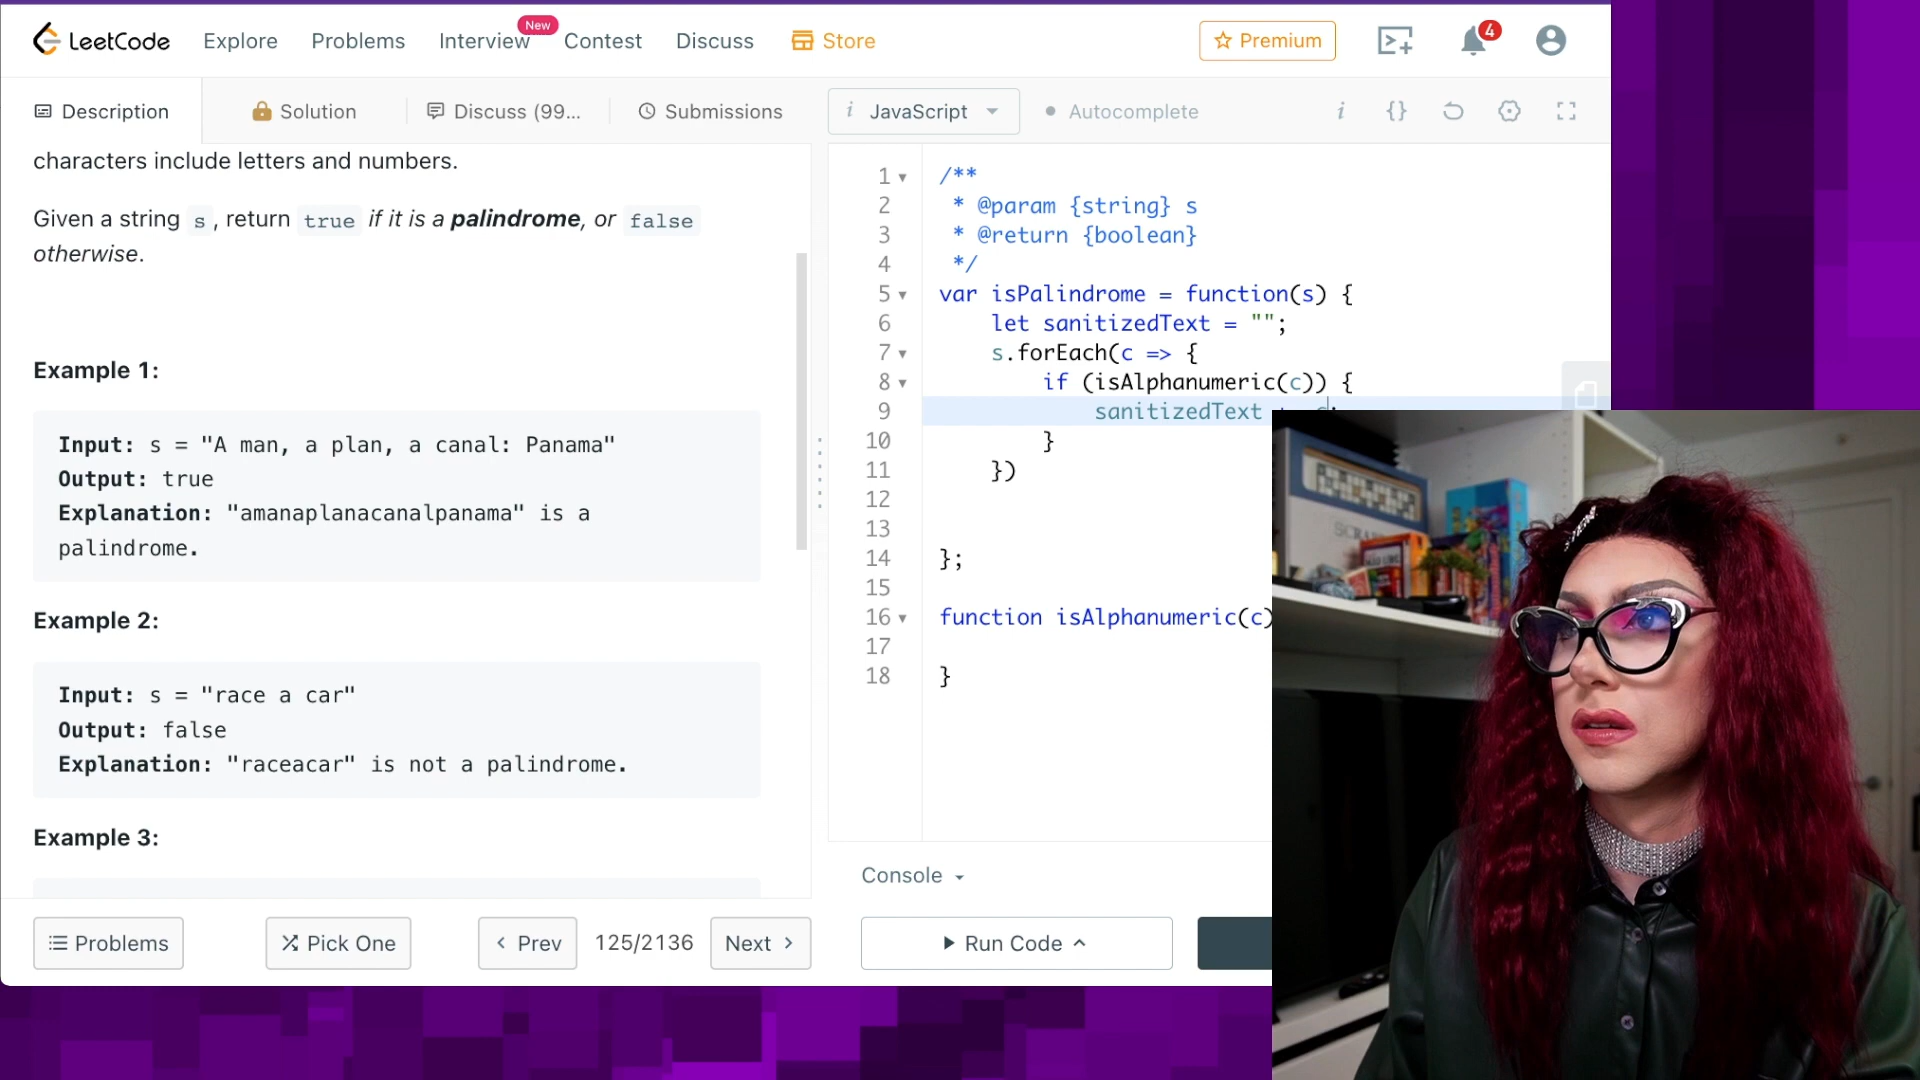 LeetCode Explore Problems Interview New Contest Discuss Store Premium 4
Description Solution Discuss (99... Submissions
i JavaScript Autocomplete i {}
characters include letters and numbers.
Given a string s, return true if it is a palindrome, or false
otherwise.
Example 1:
Input: s = "A man, a plan, a canal: Panama"
Output: true
Explanation: "amanaplanacanalpanama" is a
palindrome.
Example 2:
Input: s = "race a car"
Output: false
Explanation: "raceacar" is not a palindrome.
Example 3:
Problems Pick One Prev 125/2136 Next
1 /**
2 * @param {string} s
3 * @return {boolean}
4 */
5 var isPalindrome = function(s) {
6 let sanitizedText = "";
7 s.forEach(c => {
8 if (isAlphanumeric(c)) {
9 sanitizedText
10 }
11 })
12
13
14 };
15
16 function isAlphanumeric(c)
17
18 }
Console
Run Code